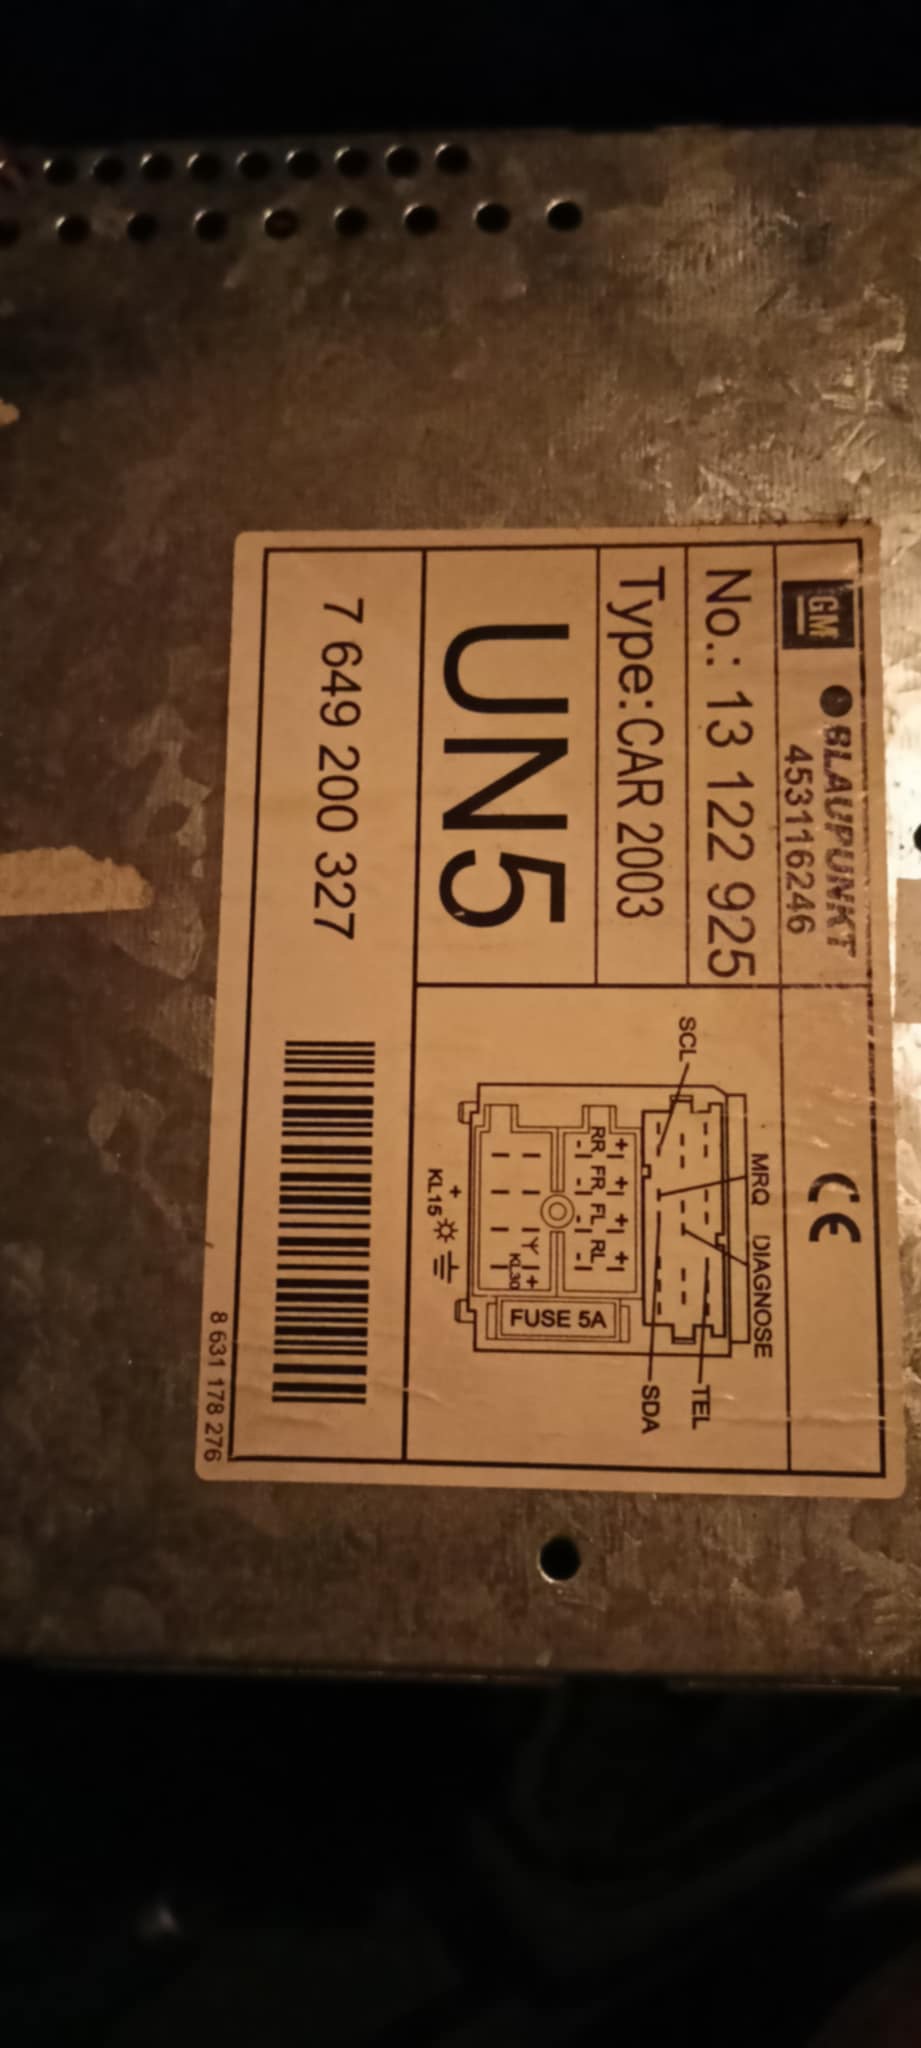 GM
BLAUPUNKT
453116246
No.: 13 122 925
Type:CAR 2003
UN5
CE
MRQ DIAGNOSE
SCL
TEL
SDA
+ + + +
RR FR FL RL
- - - -
KL30 +
FUSE 5A
+
KL15
7 649 200 327
8 631 178 276